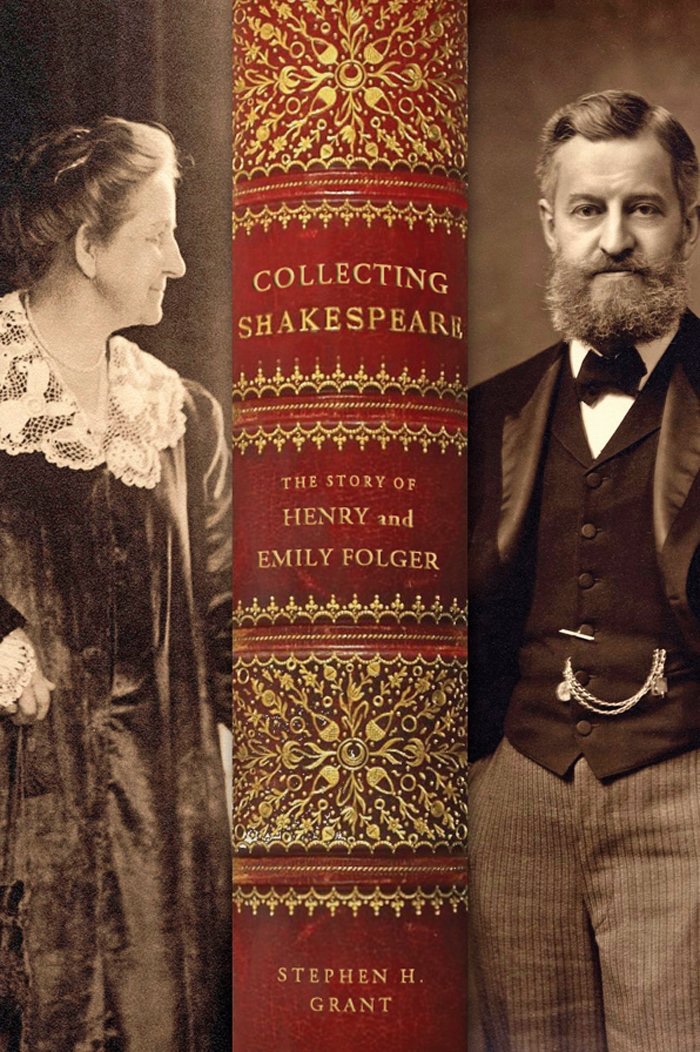 COLLECTING
SHAKESPEARE
THE STORY OF
HENRY and
EMILY FOLGER
STEPHEN H.
GRANT